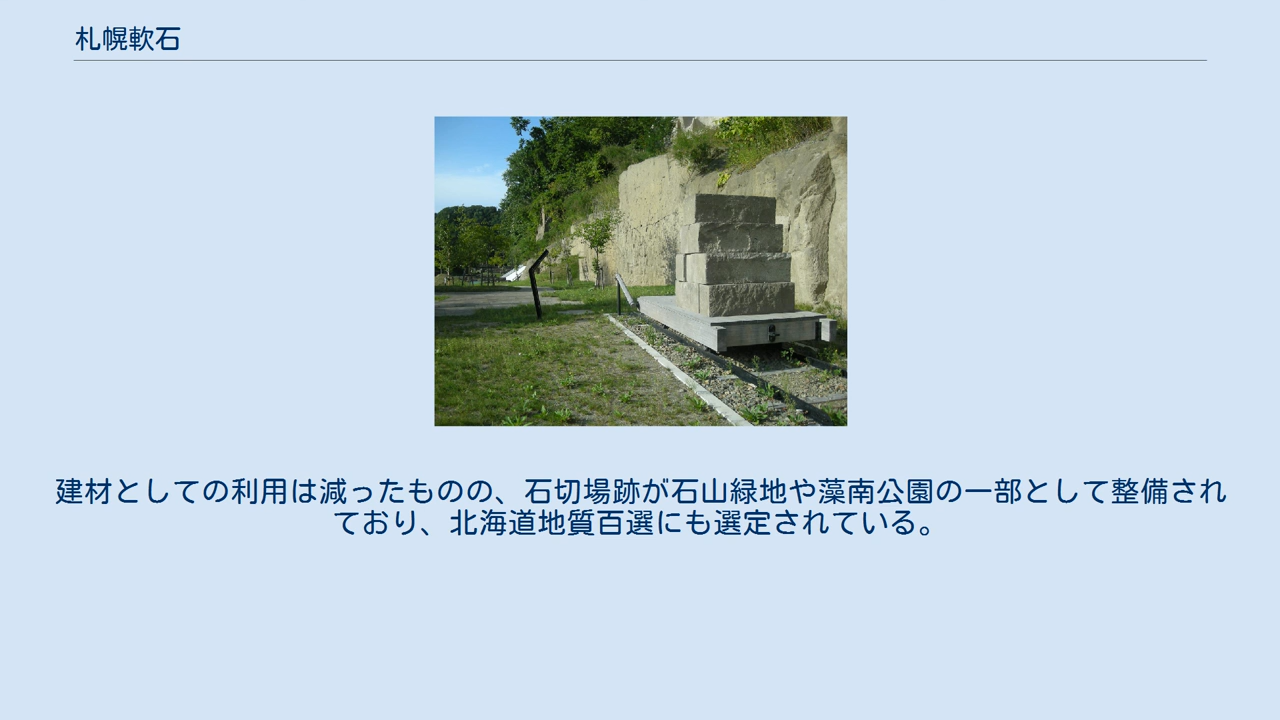 札幌軟石
建材としての利用は減ったものの、石切場跡が石山緑地や藻南公園の一部として整備され
ており、北海道地質百選にも選定されている。